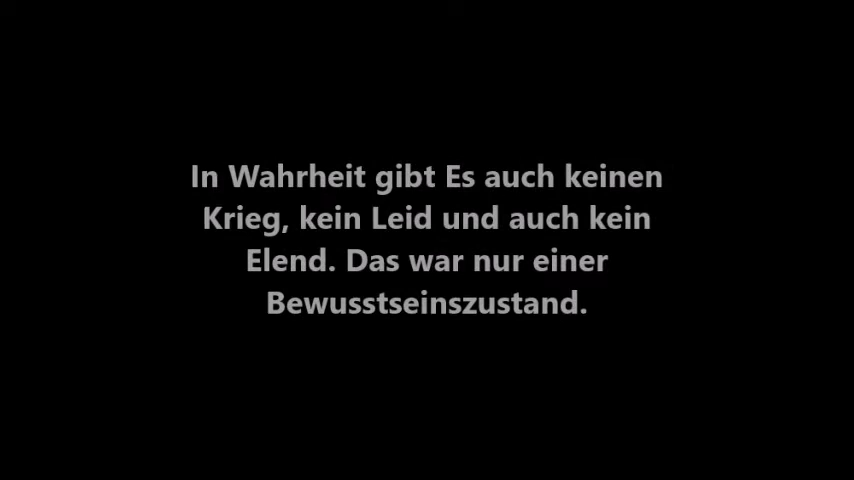 In Wahrheit gibt Es auch keinen
Krieg, kein Leid und auch kein
Elend. Das war nur einer
Bewusstseinszustand.